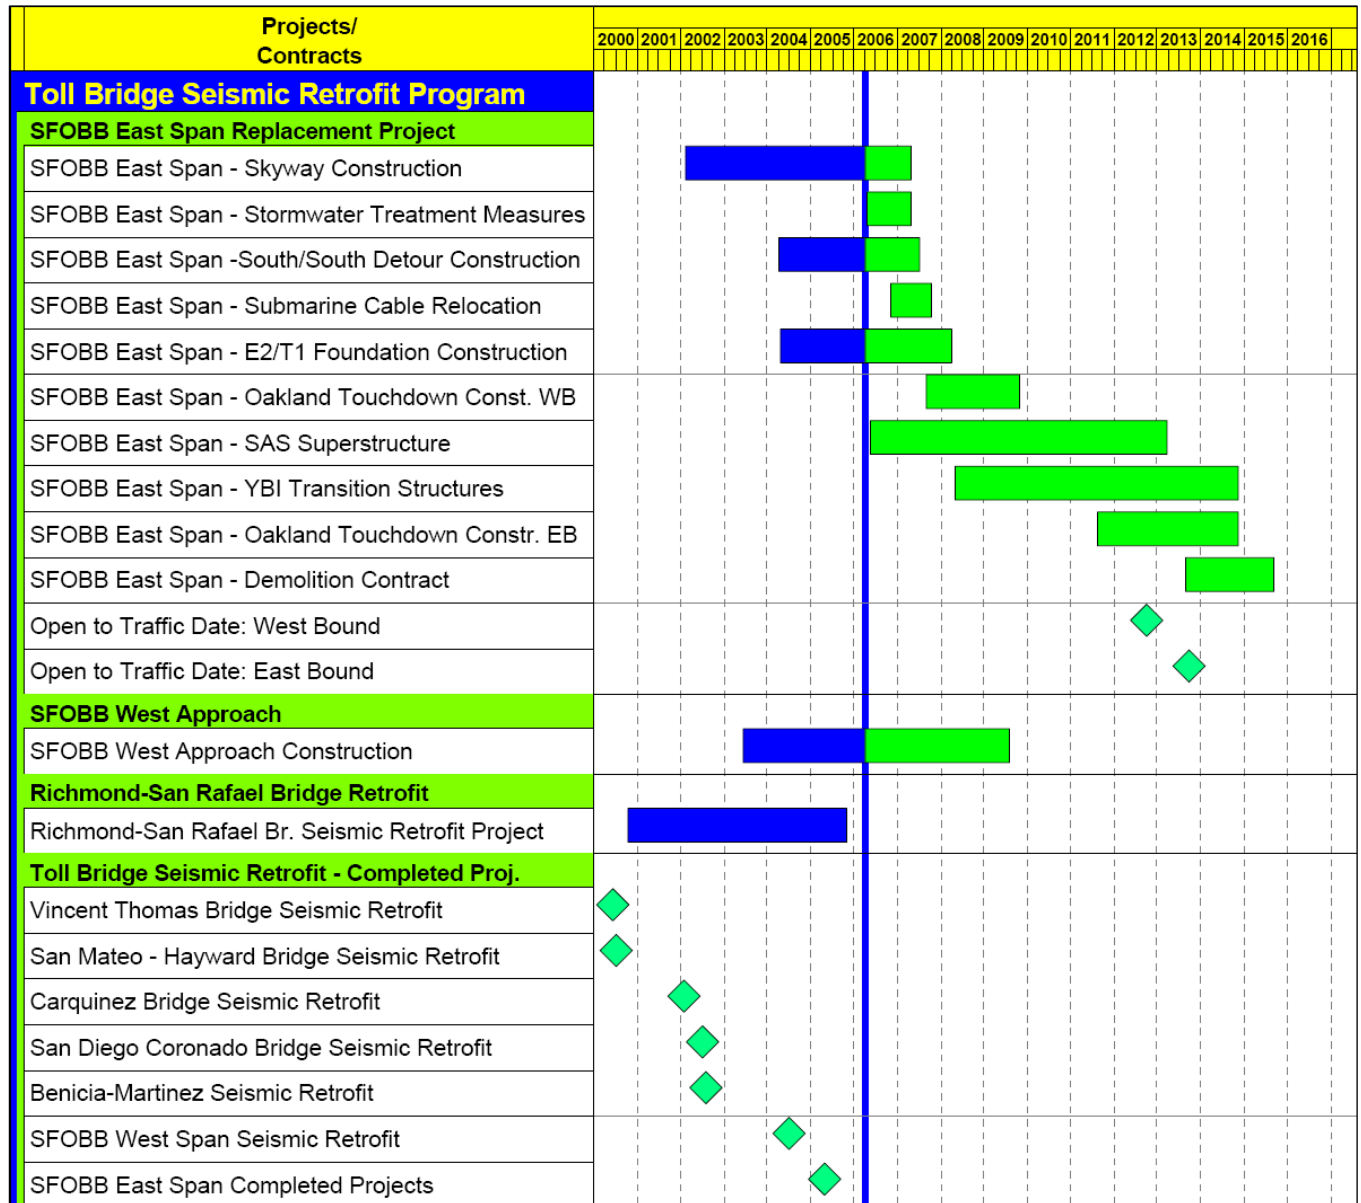 Projects/
Contracts
2000 2001 2002 2003 2004 2005 2006 2007 2008 2009 2010 2011 2012 2013 2014 2015 2016
Toll Bridge Seismic Retrofit Program
SFOBB East Span Replacement Project
SFOBB East Span - Skyway Construction
SFOBB East Span - Stormwater Treatment Measures
SFOBB East Span -South/South Detour Construction
SFOBB East Span - Submarine Cable Relocation
SFOBB East Span - E2/T1 Foundation Construction
SFOBB East Span - Oakland Touchdown Const. WB
SFOBB East Span - SAS Superstructure
SFOBB East Span - YBI Transition Structures
SFOBB East Span - Oakland Touchdown Constr. EB
SFOBB East Span - Demolition Contract
Open to Traffic Date: West Bound
Open to Traffic Date: East Bound
SFOBB West Approach
SFOBB West Approach Construction
Richmond-San Rafael Bridge Retrofit
Richmond-San Rafael Br. Seismic Retrofit Project
Toll Bridge Seismic Retrofit - Completed Proj.
Vincent Thomas Bridge Seismic Retrofit
San Mateo - Hayward Bridge Seismic Retrofit
Carquinez Bridge Seismic Retrofit
San Diego Coronado Bridge Seismic Retrofit
Benicia-Martinez Seismic Retrofit
SFOBB West Span Seismic Retrofit
SFOBB East Span Completed Projects